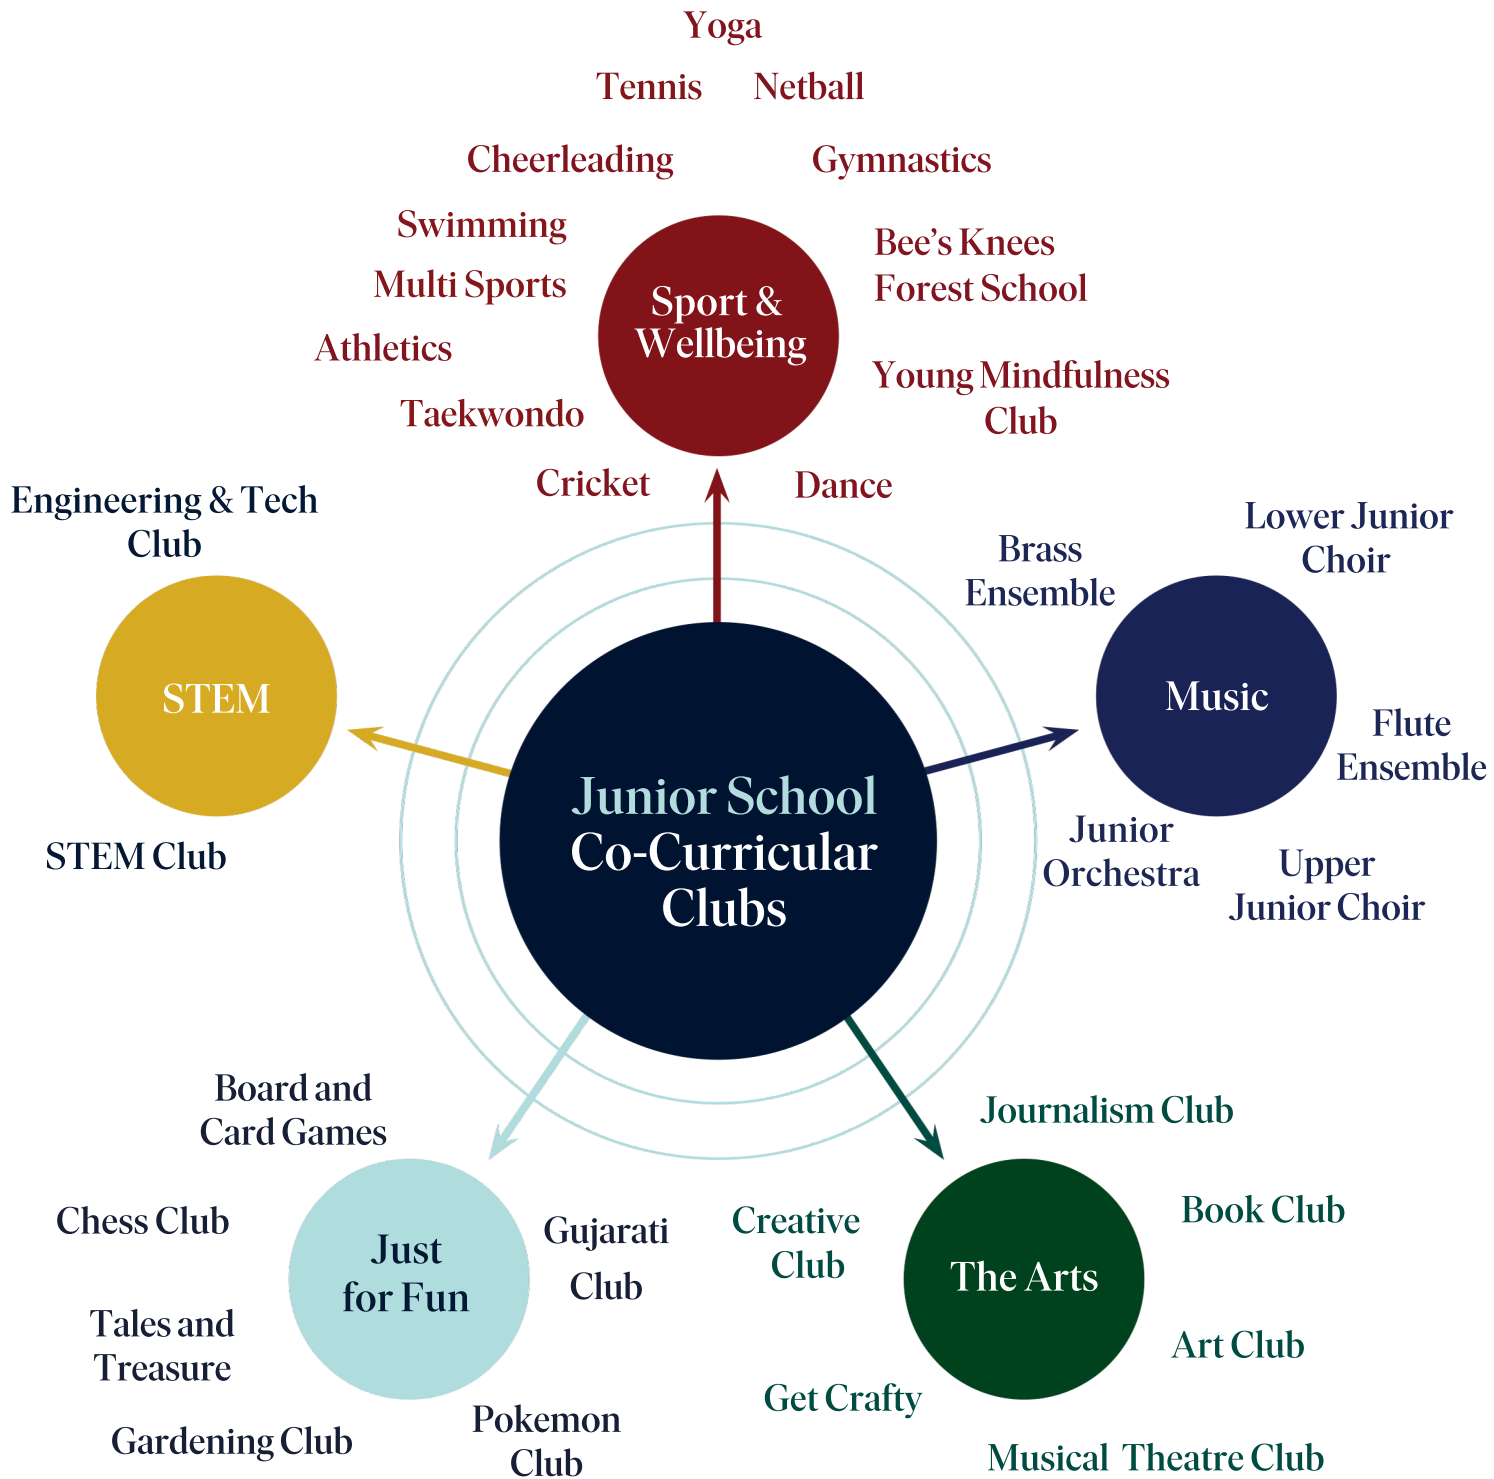 Yoga
Tennis
Netball
Cheerleading
Gymnastics
Swimming
Multi Sports
Athletics
Taekwondo
Cricket
Sport &
Wellbeing
Bee’s Knees
Forest School
Young Mindfulness
Club
Dance
Engineering & Tech
Club
STEM
STEM Club
Brass
Ensemble
Lower Junior
Choir
Music
Flute
Ensemble
Junior
Orchestra
Upper
Junior Choir
Junior School
Co-Curricular
Clubs
Board and
Card Games
Chess Club
Just
for Fun
Gujarati
Club
Tales and
Treasure
Gardening Club
Pokemon
Club
Journalism Club
Creative
Club
Book Club
The Arts
Art Club
Get Crafty
Musical Theatre Club